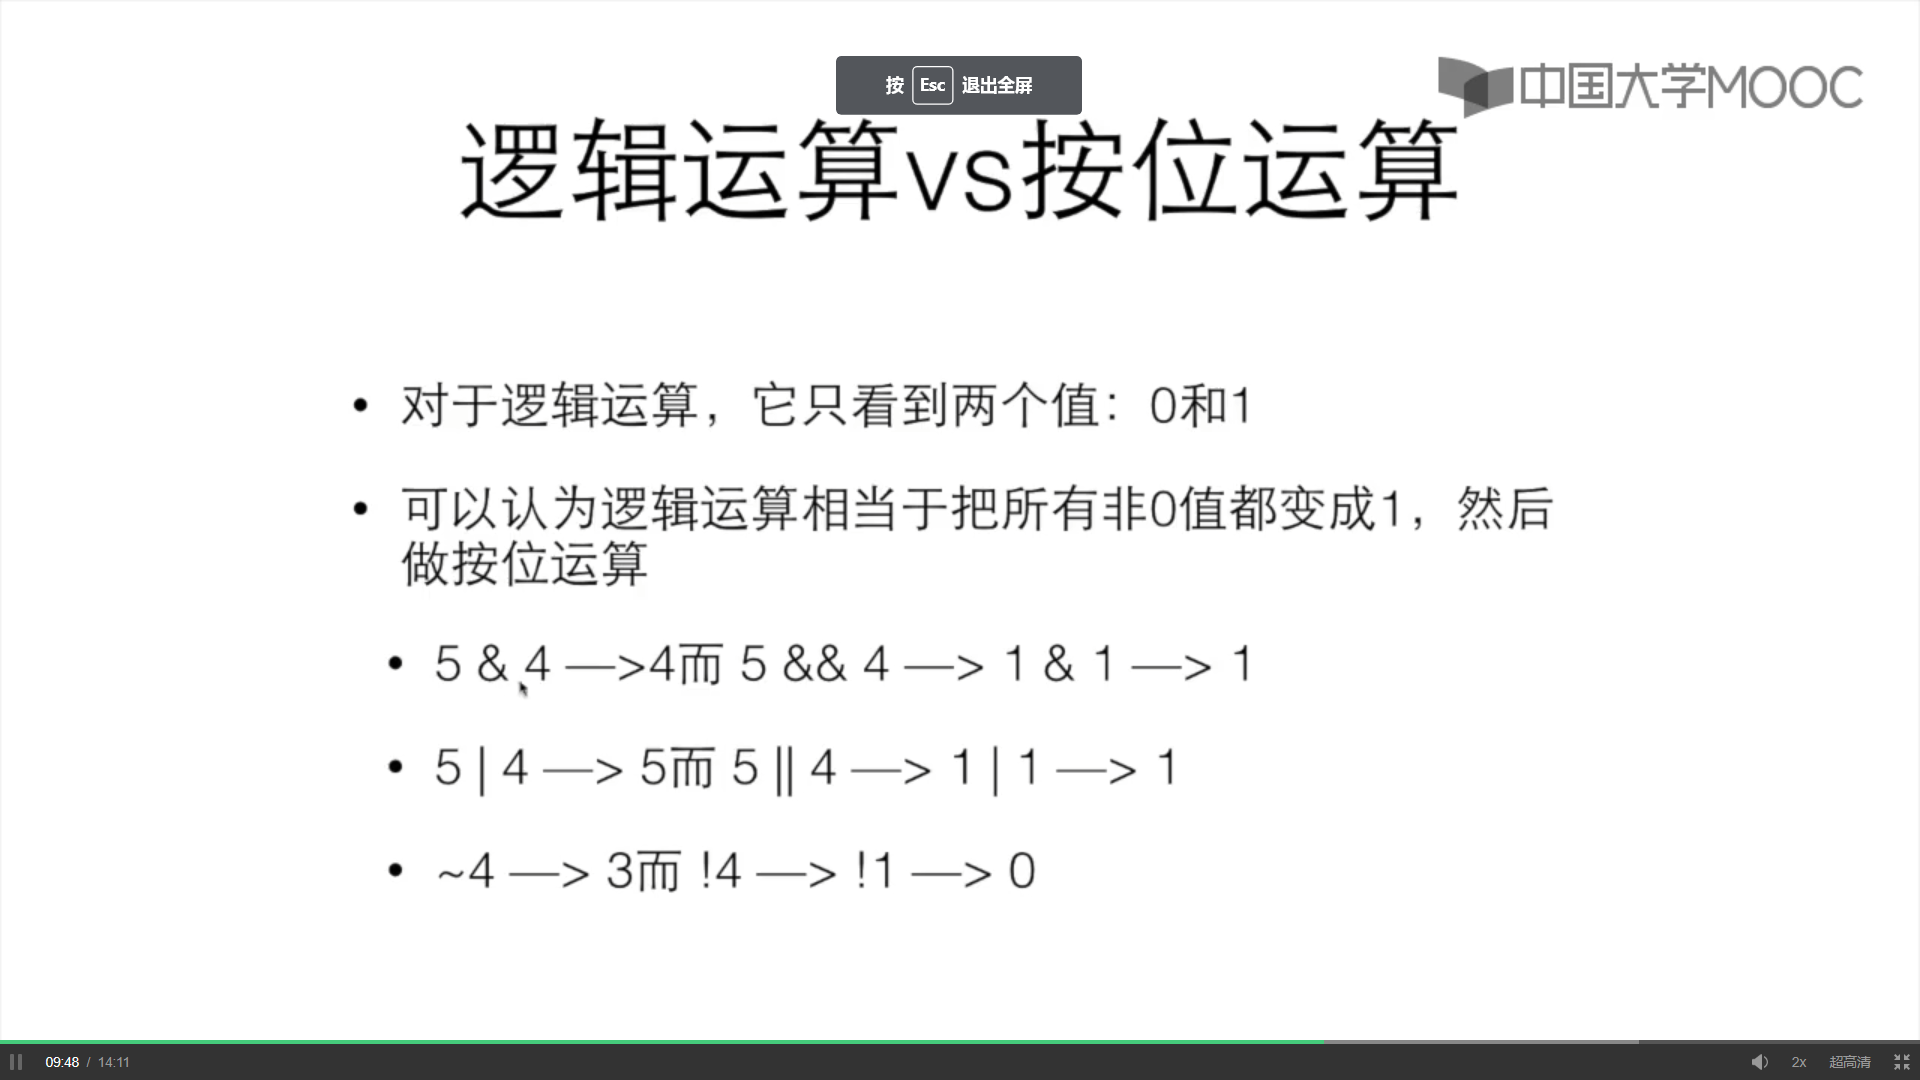 按 Esc 退出全屏
中国大学MOOC
逻辑运算vs按位运算
• 对于逻辑运算，它只看到两个值：0和1
• 可以认为逻辑运算相当于把所有非0值都变成1，然后
做按位运算
• 5 & 4 —>4而 5 && 4 —> 1 & 1 —> 1
• 5 | 4 —> 5而 5 || 4 —> 1 | 1 —> 1
• ~4 —> 3而 !4 —> !1 —> 0
09:48 / 14:11
2x 超高清